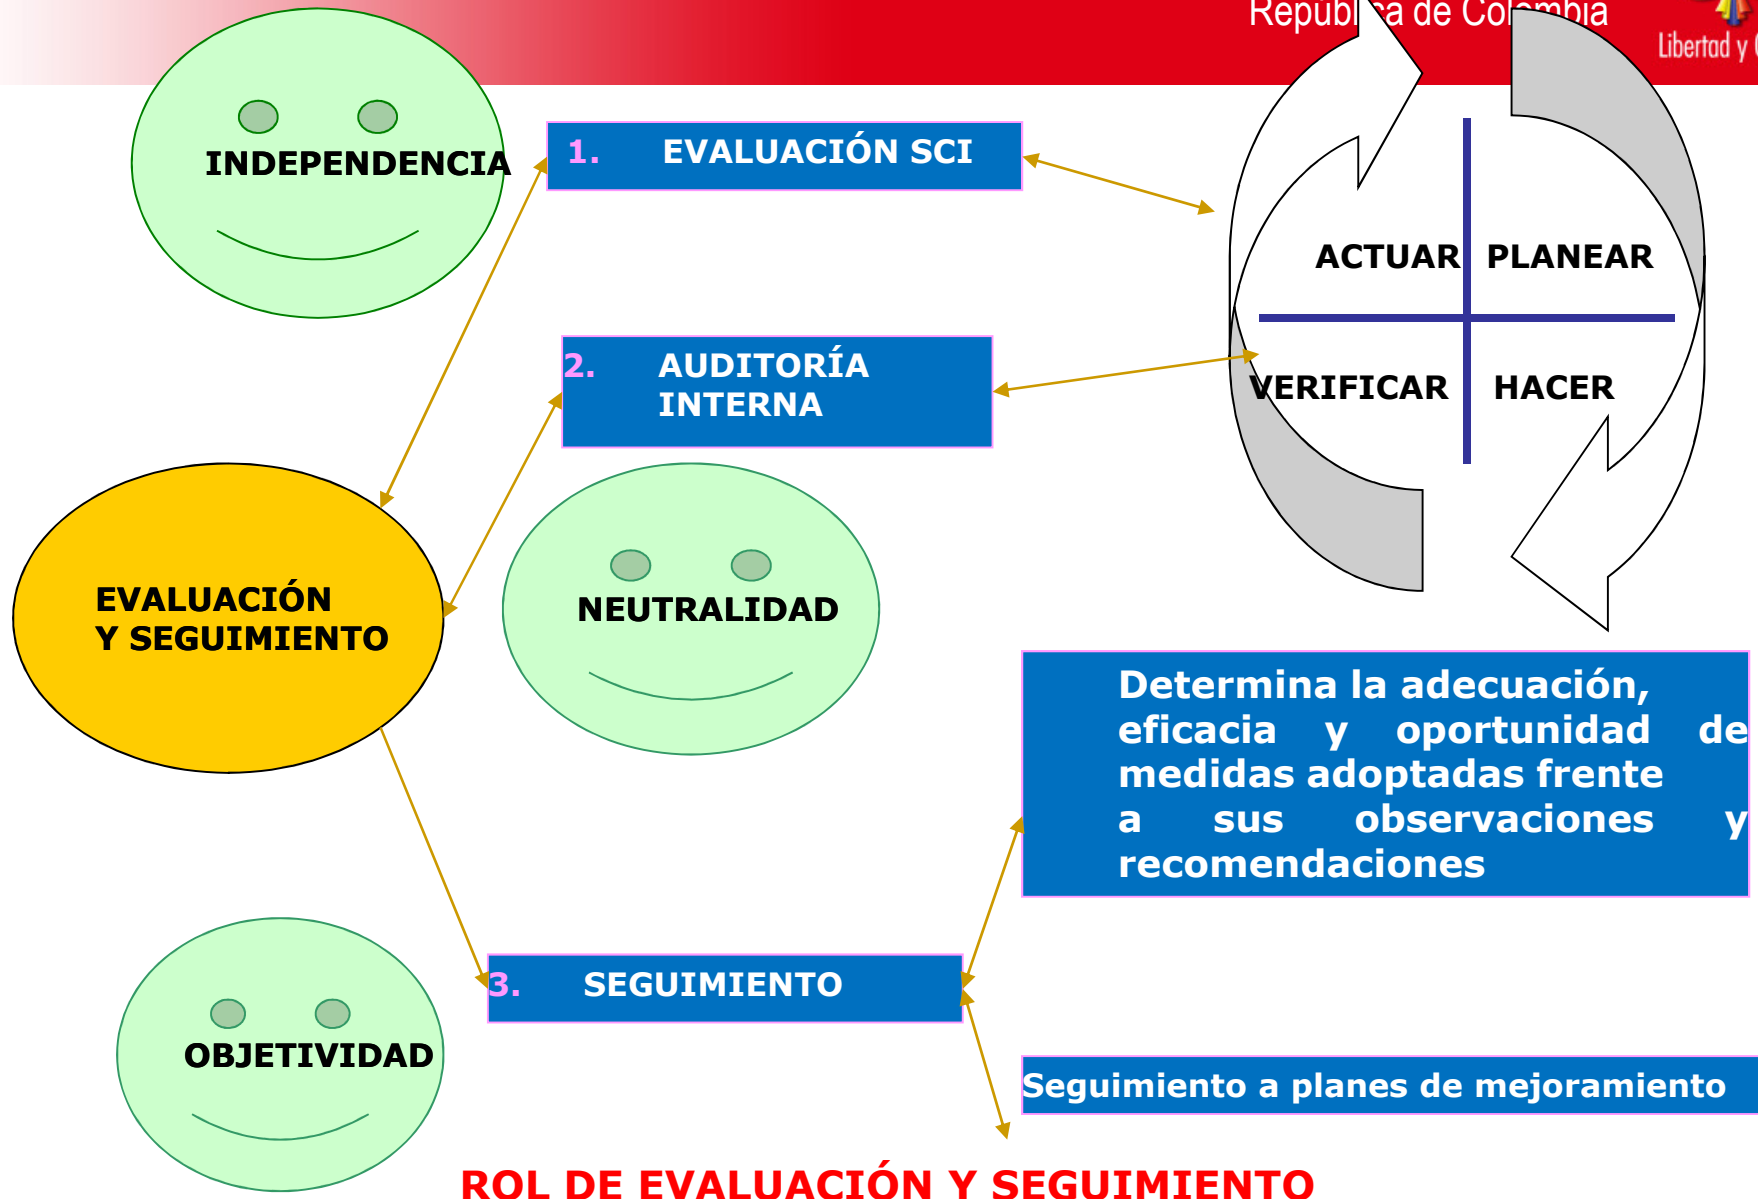 República de Colombia
Libertad y
INDEPENDENCIA
1. EVALUACIÓN SCI
ACTUAR PLANEAR
VERIFICAR HACER
2. AUDITORÍA
INTERNA
EVALUACIÓN
Y SEGUIMIENTO
NEUTRALIDAD
Determina la adecuación,
eficacia y oportunidad de
medidas adoptadas frente
a sus observaciones y
recomendaciones
3. SEGUIMIENTO
OBJETIVIDAD
Seguimiento a planes de mejoramiento
ROL DE EVALUACIÓN Y SEGUIMIENTO